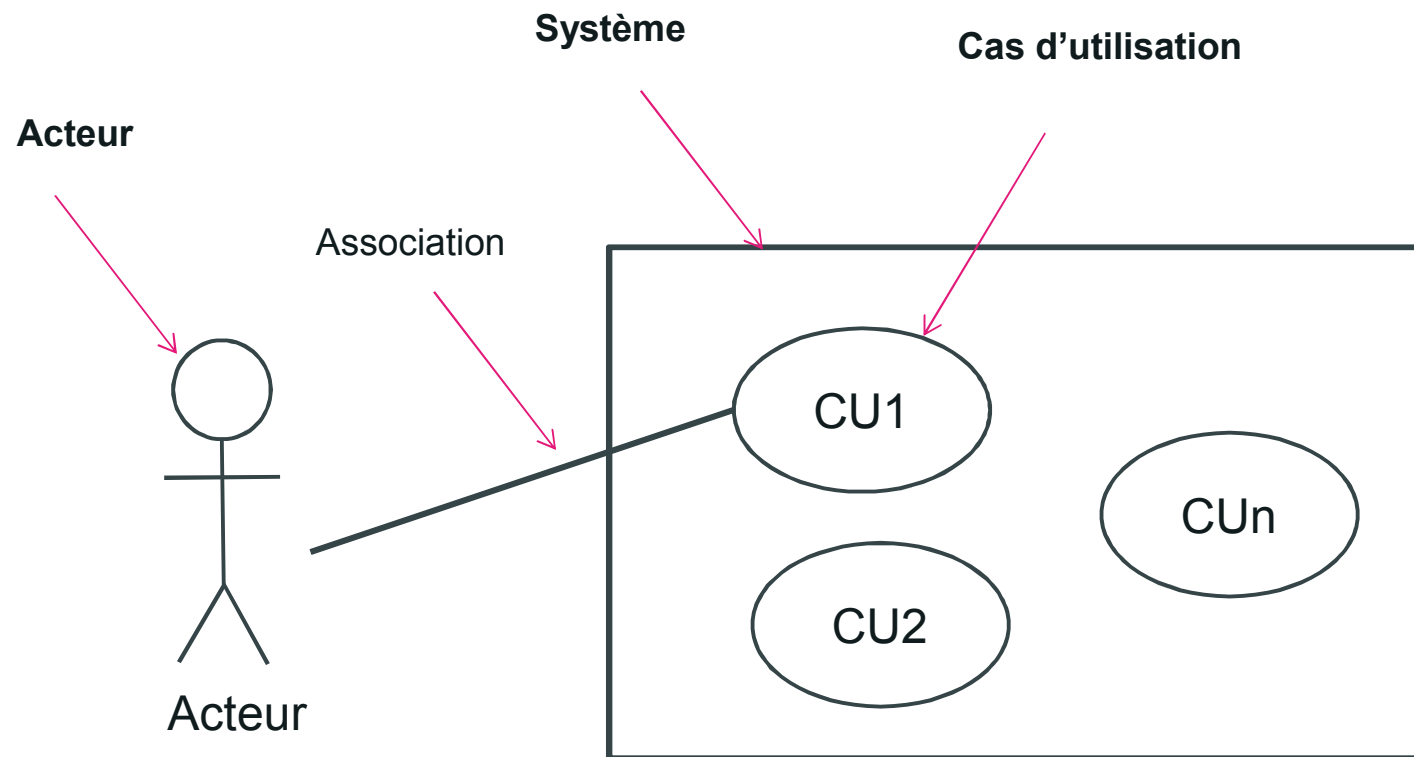 Système
Cas d’utilisation
Acteur
Association
CU1
CUn
CU2
Acteur